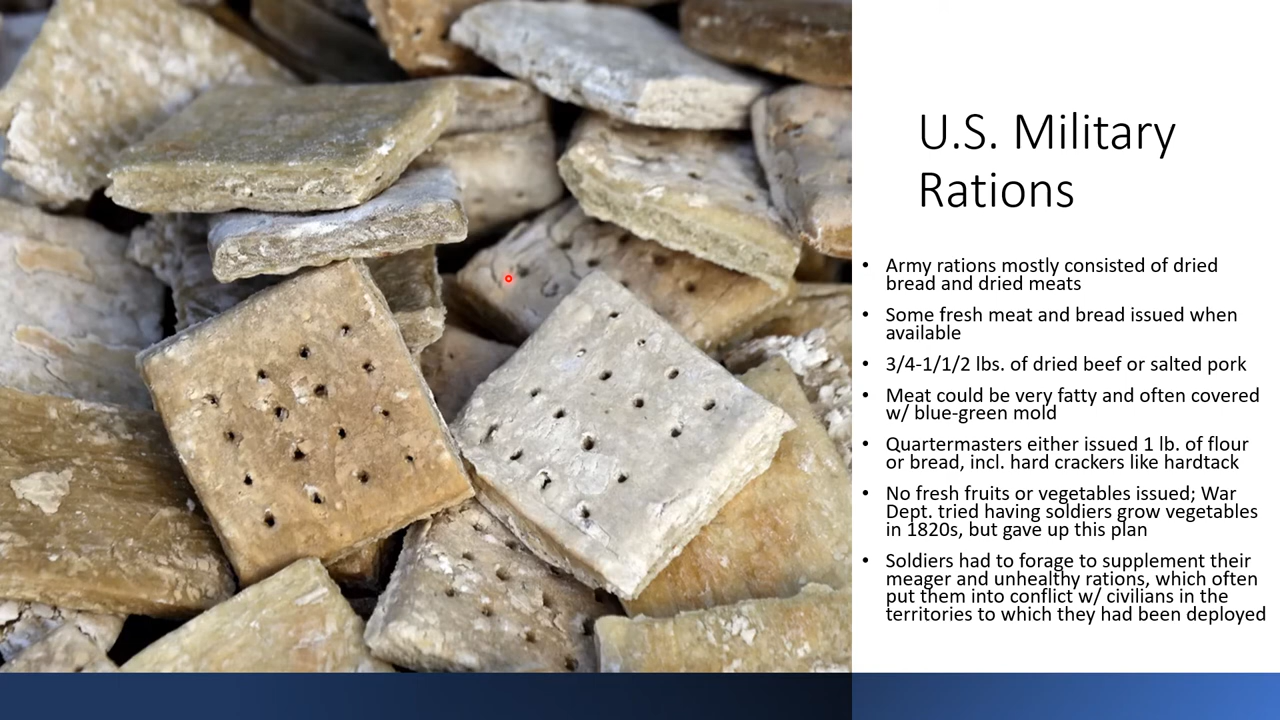 U.S. Military
Rations
• Army rations mostly consisted of dried
bread and dried meats
• Some fresh meat and bread issued when
available
• 3/4-1/1/2 lbs. of dried beef or salted pork
• Meat could be very fatty and often covered
w/ blue-green mold
• Quartermasters either issued 1 lb. of flour
or bread, incl. hard crackers like hardtack
• No fresh fruits or vegetables issued; War
Dept. tried having soldiers grow vegetables
in 1820s, but gave up this plan
• Soldiers had to forage to supplement their
meager and unhealthy rations, which often
put them into conflict w/ civilians in the
territories to which they had been deployed